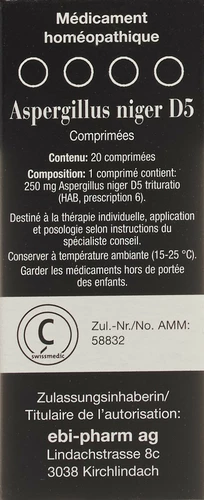 Médicament
homéopathique
Aspergillus niger D5
Comprimées
Contenu: 20 comprimées
Composition: 1 comprimé contient:
250 mg Aspergillus niger D5 trituratio
(HAB, prescription 6).
Destiné à la thérapie individuelle, application
et posologie selon instructions du
spécialiste conseil.
Conserver à température ambiante (15-25 °C).
Garder les médicaments hors de portée
des enfants.
Ç
swissmedic
Zul.-Nr./No. AMM:
58832
Zulassungsinhaberin/
Titulaire de l'autorisation:
ebi-pharm ag
Lindachstrasse 8c
3038 Kirchlindach